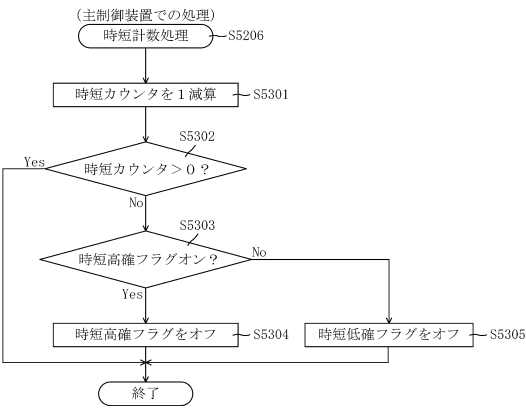 （主制御装置での処理）
時短計数処理
S5206
時短カウンタを１減算
S5301
S5302
Yes
時短カウンタ＞０？
No
S5303
時短高確フラグオン？
No
Yes
時短高確フラグをオフ
S5304
時短低確フラグをオフ
S5305
終了